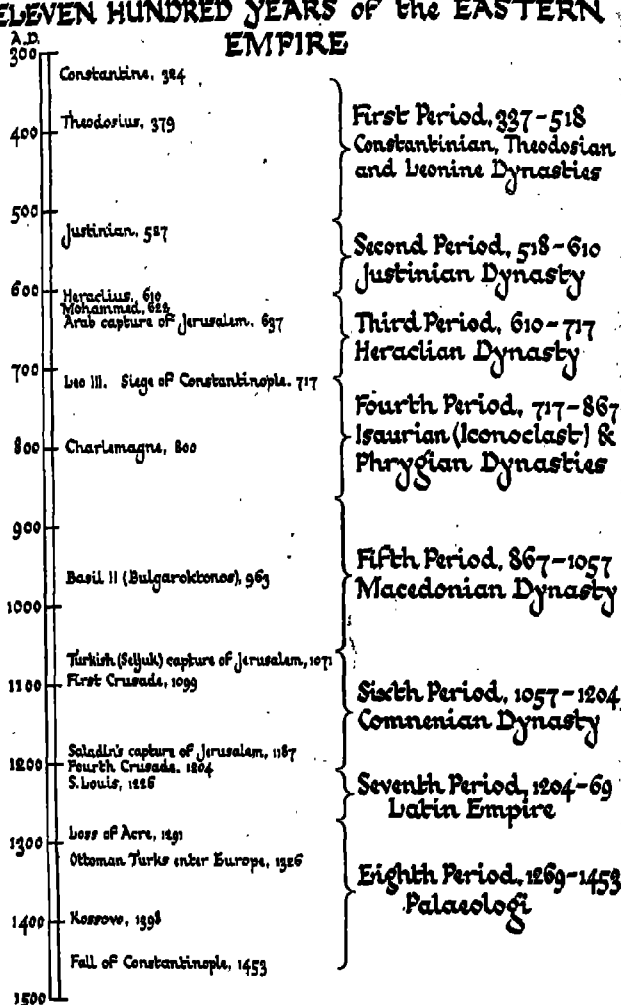 ELEVEN HUNDRED YEARS of the EASTERN
EMPIRE
A.D.
300
Constantine, 324
First Period, 337-518
Theodosius, 379
400
Constantinian, Theodosian
and Leonine Dynasties
500
Justinian, 527
Second Period, 518-610
Justinian Dynasty
600
Heraclius, 610
Mohammed, 622
Arab capture of Jerusalem. 637
Third Period, 610-717
Heraclian Dynasty
700
Leo III. Siege of Constantinople. 717
Fourth Period, 717-867
Isaurian (Iconoclast) &
Phrygian Dynasties
800
Charlemagne, 800
900
Fifth Period, 867-1057
Macedonian Dynasty
Basil II (Bulgaroktonos), 963
1000
Turkish (Seljuk) capture of Jerusalem, 1071
First Crusade, 1099
1100
Sixth Period, 1057-1204
Comnenian Dynasty
Saladin's capture of Jerusalem, 1187
Fourth Crusade. 1204
1200
S. Louis, 1226
Seventh Period, 1204-69
Latin Empire
Loss of Acre, 1291
1300
Ottoman Turks enter Europe, 1326
Eighth Period, 1269-1453
Palaeologi
Kossovo, 1398
1400
Fall of Constantinople, 1453
1500